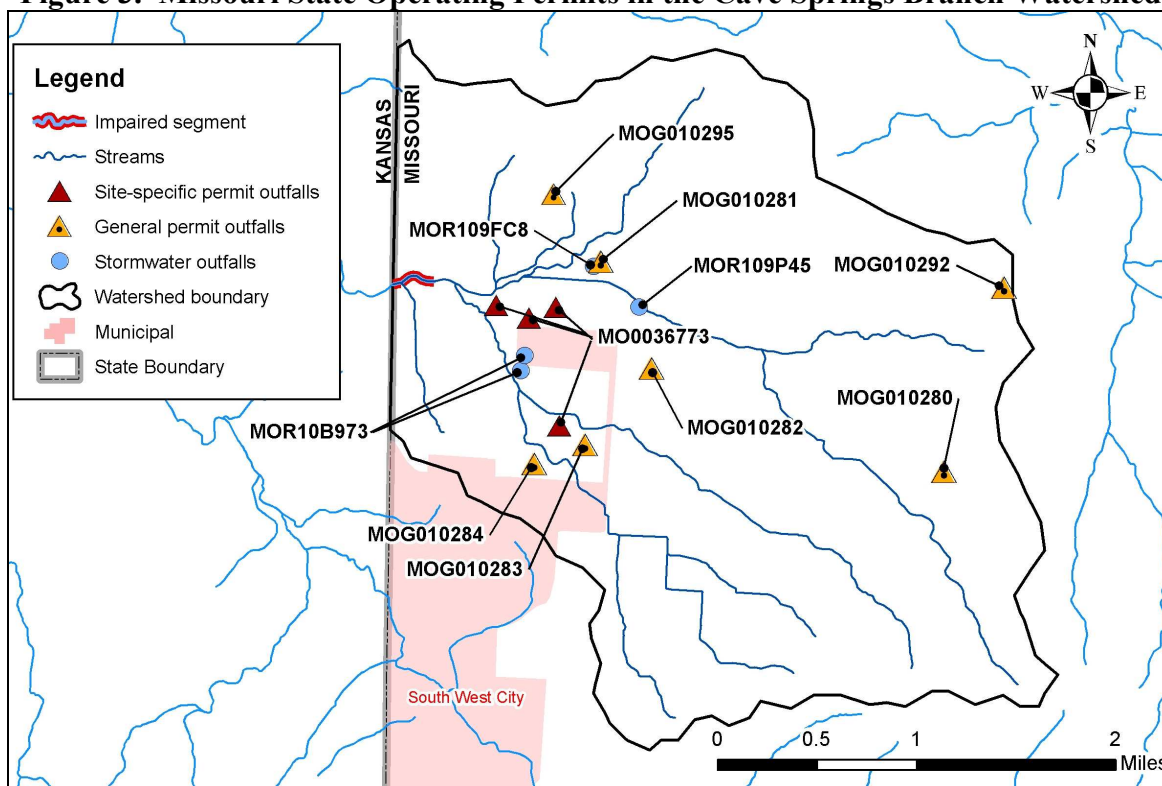 Figure 3. Missouri State Operating Permits in the Cave Springs Branch Watershed
Legend
Impaired segment
Streams
Site-specific permit outfalls
General permit outfalls
Stormwater outfalls
Watershed boundary
Municipal
State Boundary
KANSAS
MISSOURI
N
W
E
S
MOG010295
MOG010281
MOR109FC8
MOR109P45
MOG010292
MO0036773
MOG010280
MOR10B973
MOG010282
MOG010284
MOG010283
South West City
0 0.5 1 2
Miles